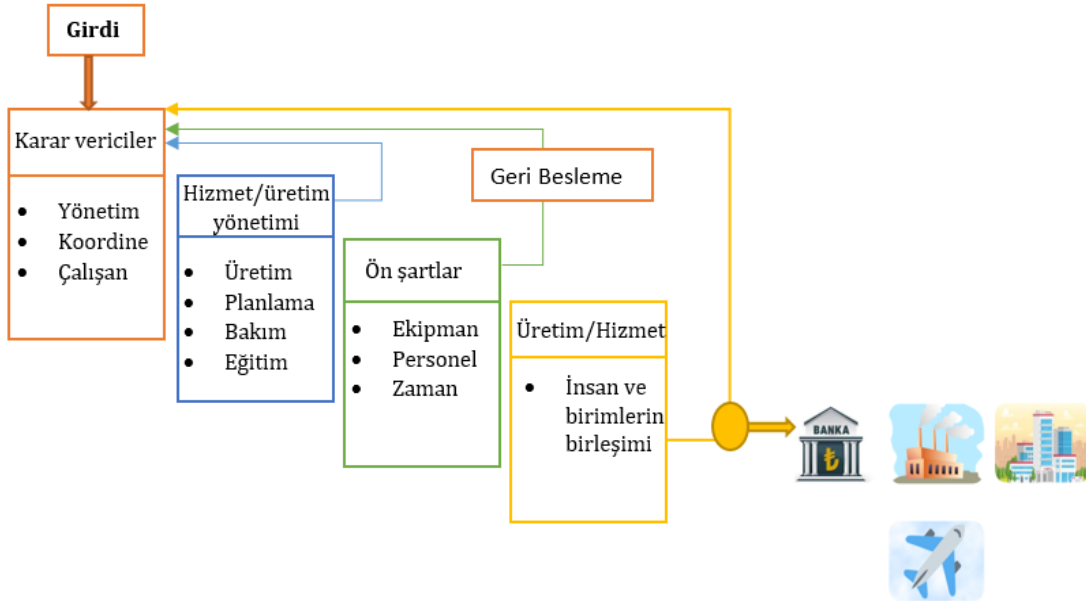 Girdi
Karar vericiler
• Yönetim
• Koordine
• Çalışan
Hizmet/üretim
yönetimi
• Üretim
• Planlama
• Bakım
• Eğitim
Geri Besleme
Ön şartlar
• Ekipman
• Personel
• Zaman
Üretim/Hizmet
• İnsan ve
birimlerin
birleşimi
BANKA
₺